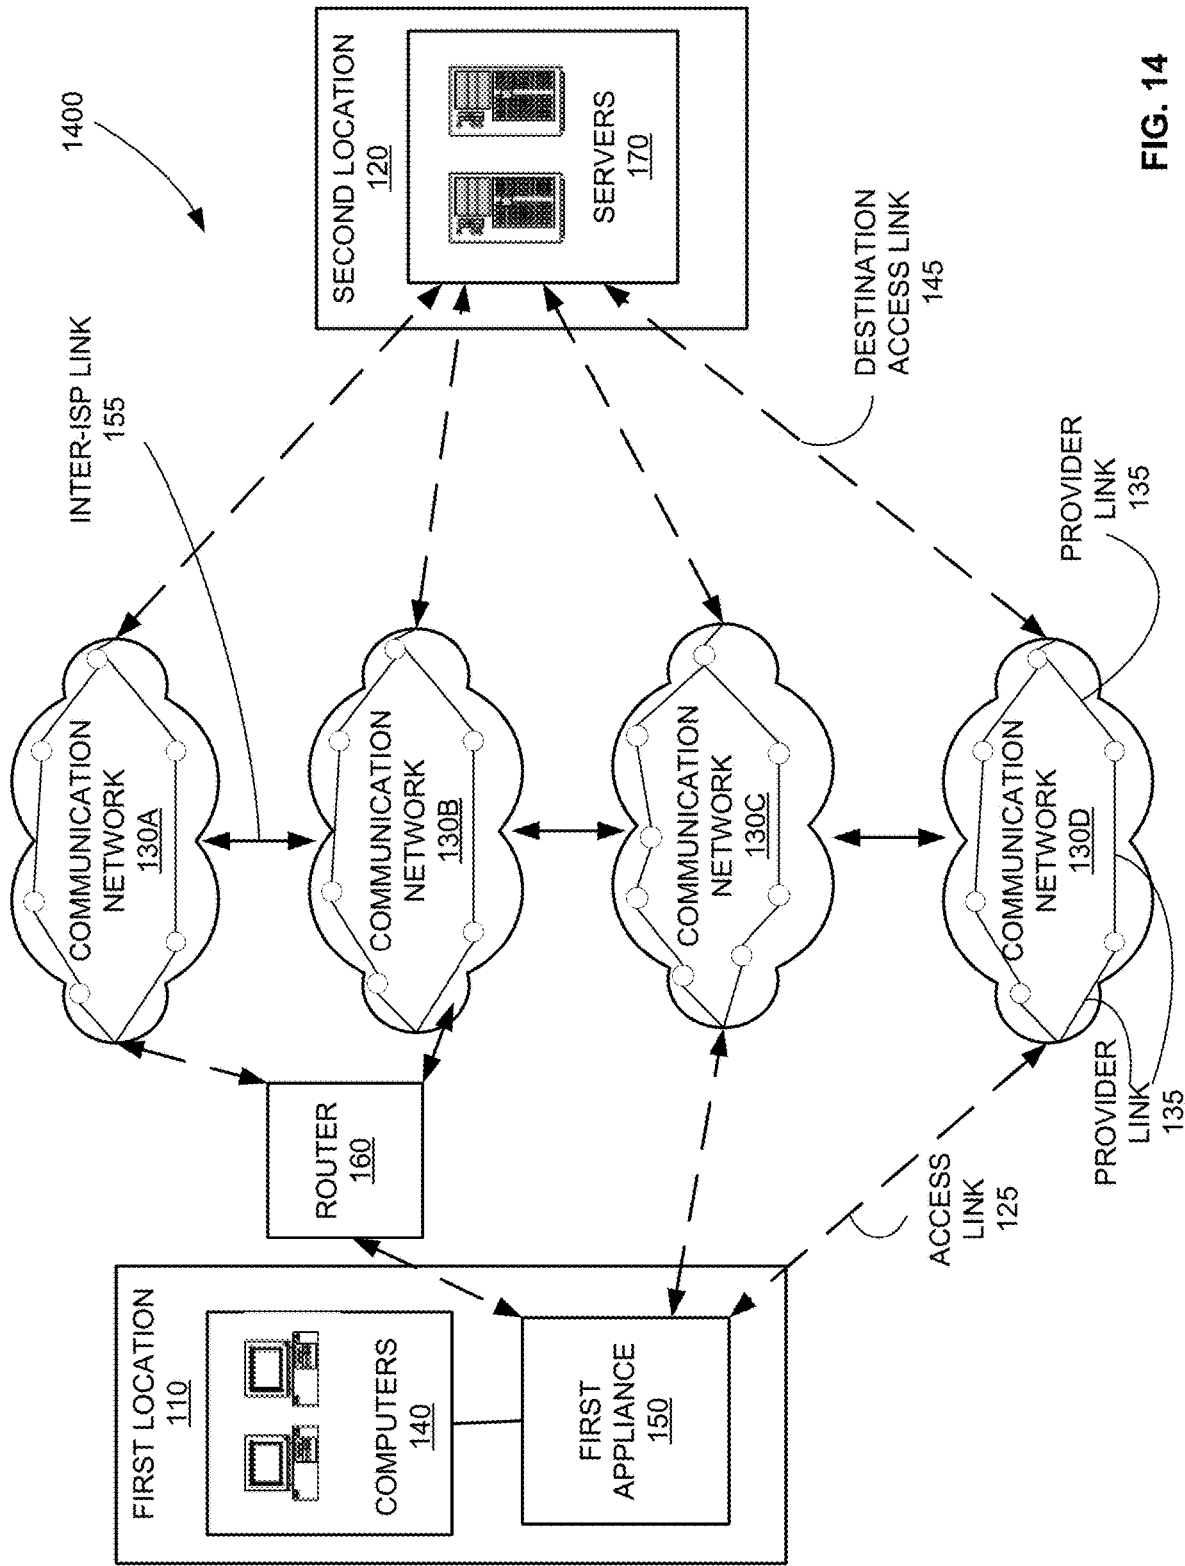 1400
FIRST LOCATION
110
COMPUTERS
140
FIRST
APPLIANCE
150
ROUTER
160
COMMUNICATION
NETWORK
130A
COMMUNICATION
NETWORK
130B
COMMUNICATION
NETWORK
130C
COMMUNICATION
NETWORK
130D
INTER-ISP LINK
155
SECOND LOCATION
120
SERVERS
170
ACCESS
LINK
125
PROVIDER
LINK
135
PROVIDER
LINK
135
DESTINATION
ACCESS LINK
145
FIG. 14